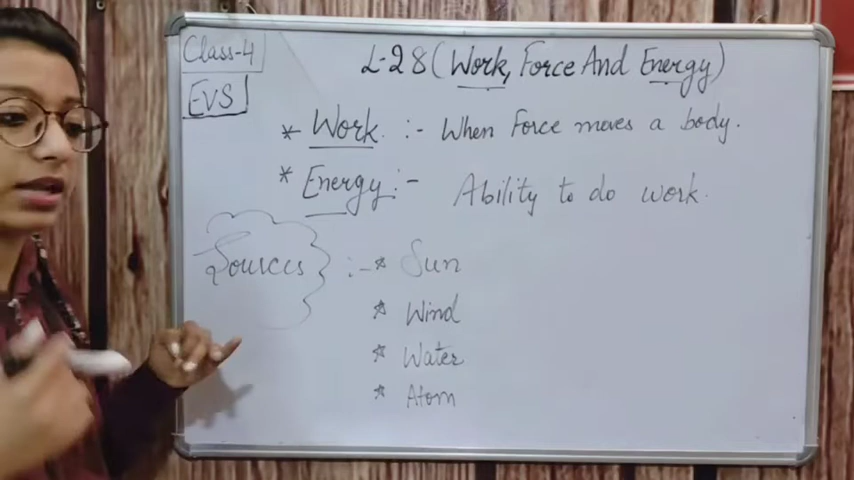 Class-4
EVS
L-28 (Work, Force And Energy)
* Work :- When Force moves a body.
* Energy :- Ability to do work.
Sources :- * Sun
* Wind
* Water
* Atom